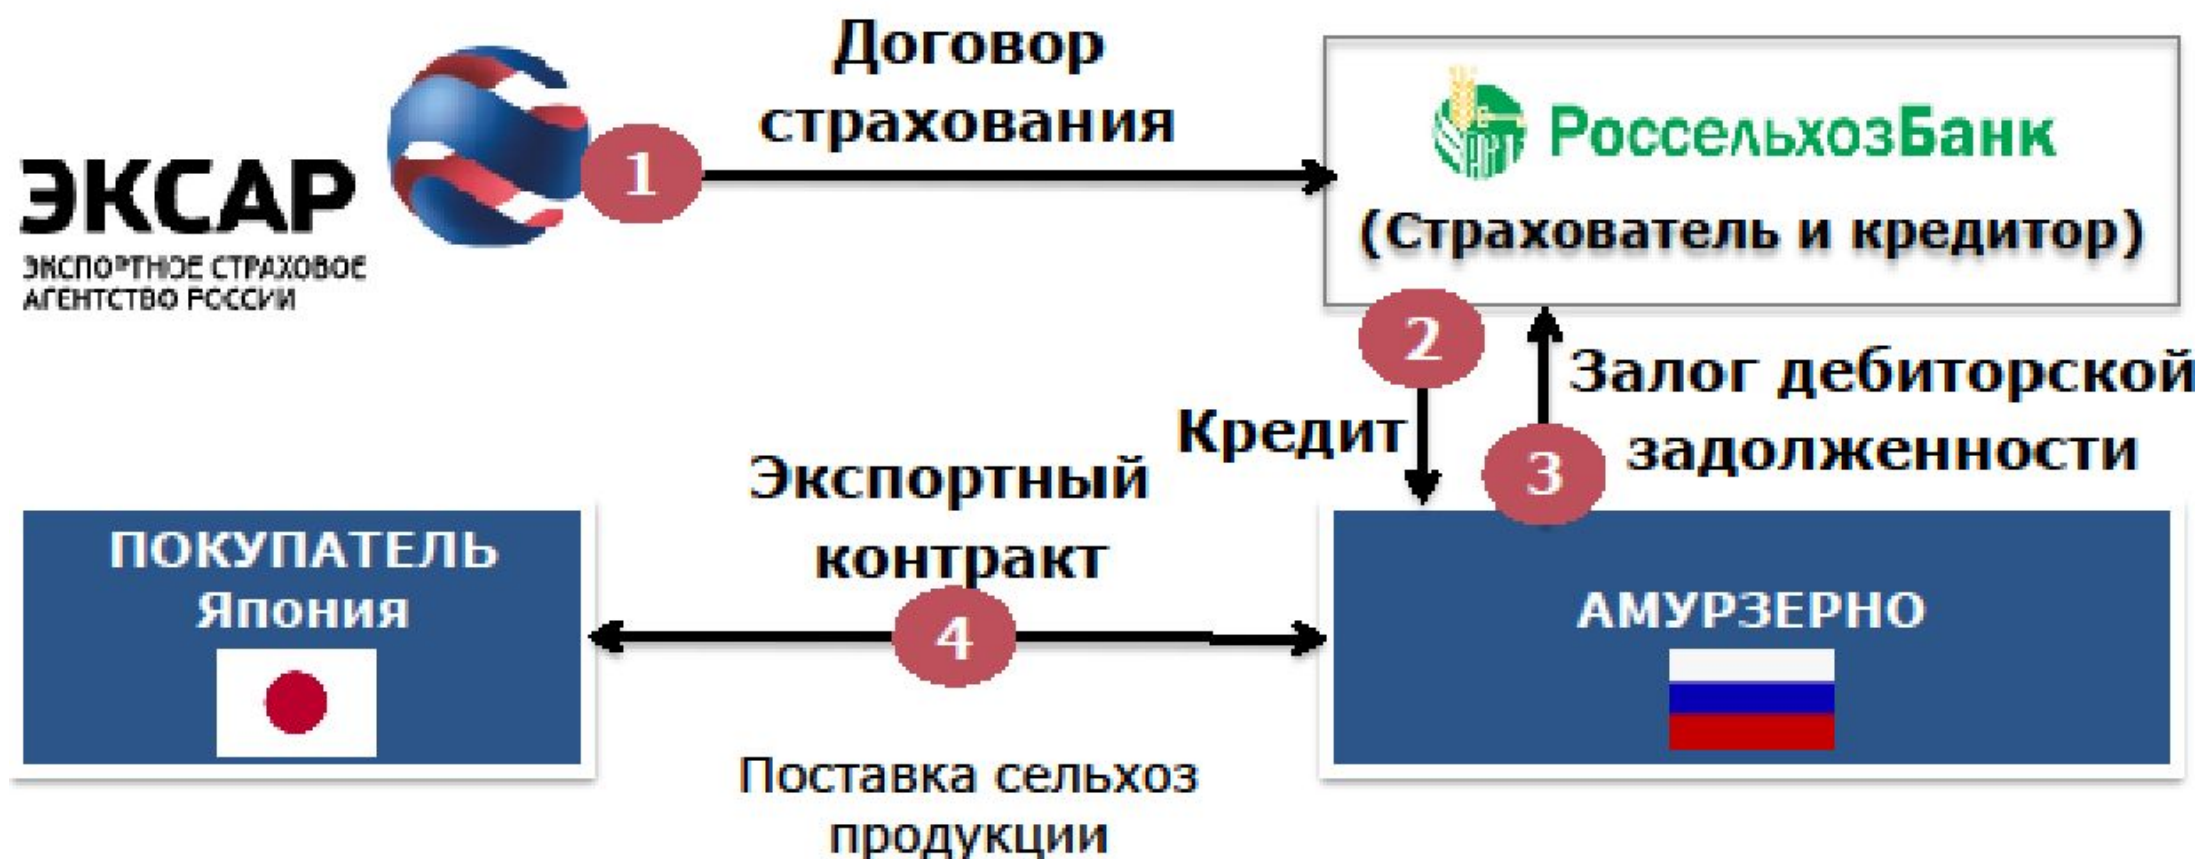 Договор
страхования
1
ЭКСАР
ЭКСПОРТНОЕ СТРАХОВОЕ
АГЕНТСТВО РОССИИ
РоссельхозБанк
(Страхователь и кредитор)
2
Кредит
3
Залог дебиторской
задолженности
Экспортный
контракт
4
ПОКУПАТЕЛЬ
Япония
АМУРЗЕРНО
Поставка сельхоз
продукции